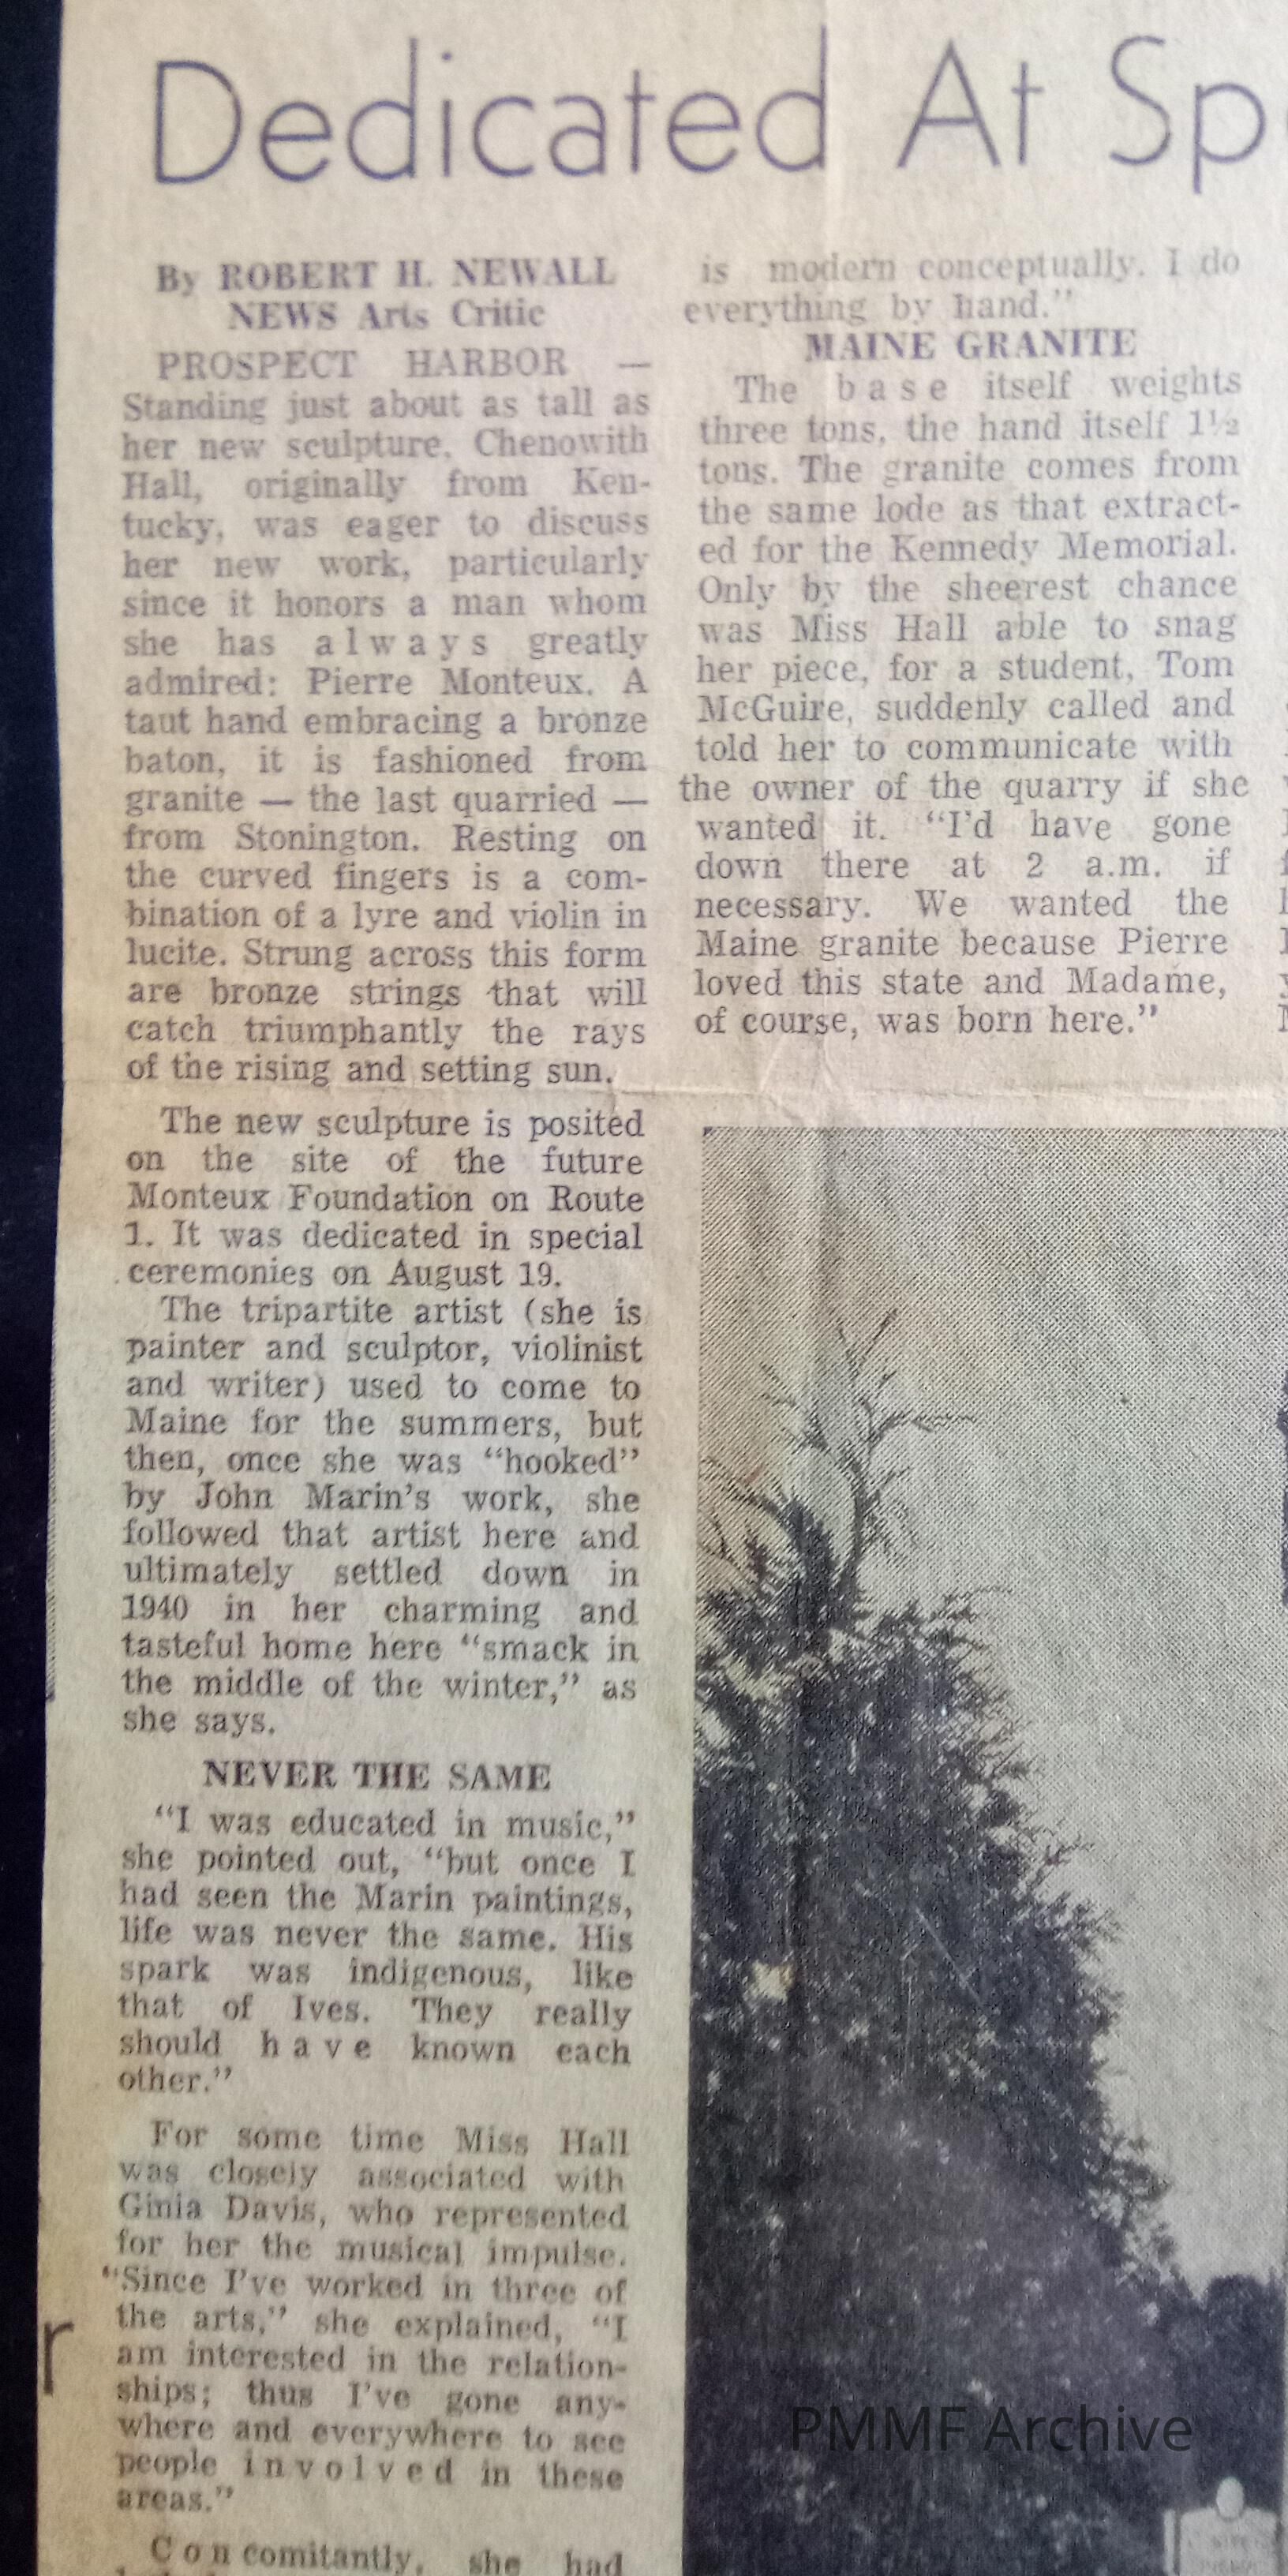 Dedicated At Sp
By ROBERT H. NEWALL
NEWS Arts Critic
PROSPECT HARBOR —
Standing just about as tall as
her new sculpture, Chenowith
Hall, originally from Ken-
tucky, was eager to discuss
her new work, particularly
since it honors a man whom
she has always greatly
admired: Pierre Monteux. A
taut hand embracing a bronze
baton, it is fashioned from
granite — the last quarried —
from Stonington. Resting on
the curved fingers is a com-
bination of a lyre and violin in
lucite. Strung across this form
are bronze strings that will
catch triumphantly the rays
of the rising and setting sun.
The new sculpture is posited
on the site of the future
Monteux Foundation on Route
1. It was dedicated in special
ceremonies on August 19.
The tripartite artist (she is
painter and sculptor, violinist
and writer) used to come to
Maine for the summers, but
then, once she was “hooked”
by John Marin’s work, she
followed that artist here and
ultimately settled down in
1940 in her charming and
tasteful home here “smack in
the middle of the winter,” as
she says.
NEVER THE SAME
“I was educated in music,”
she pointed out, “but once I
had seen the Marin paintings,
life was never the same. His
spark was indigenous, like
that of Ives. They really
should have known each
other.”
For some time Miss Hall
was closely associated with
Ginia Davis, who represented
for her the musical impulse.
“Since I’ve worked in three of
the arts,” she explained, “I
am interested in the relation-
ships; thus I’ve gone any-
where and everywhere to see
people involved in these
areas.”
Concomitantly, she had
is modern conceptually. I do
everything by hand.”
MAINE GRANITE
The base itself weights
three tons, the hand itself 1½
tons. The granite comes from
the same lode as that extract-
ed for the Kennedy Memorial.
Only by the sheerest chance
was Miss Hall able to snag
her piece, for a student, Tom
McGuire, suddenly called and
told her to communicate with
the owner of the quarry if she
wanted it. “I’d have gone
down there at 2 a.m. if
necessary. We wanted the
Maine granite because Pierre
loved this state and Madame,
of course, was born here.”
r
PMMF Archive